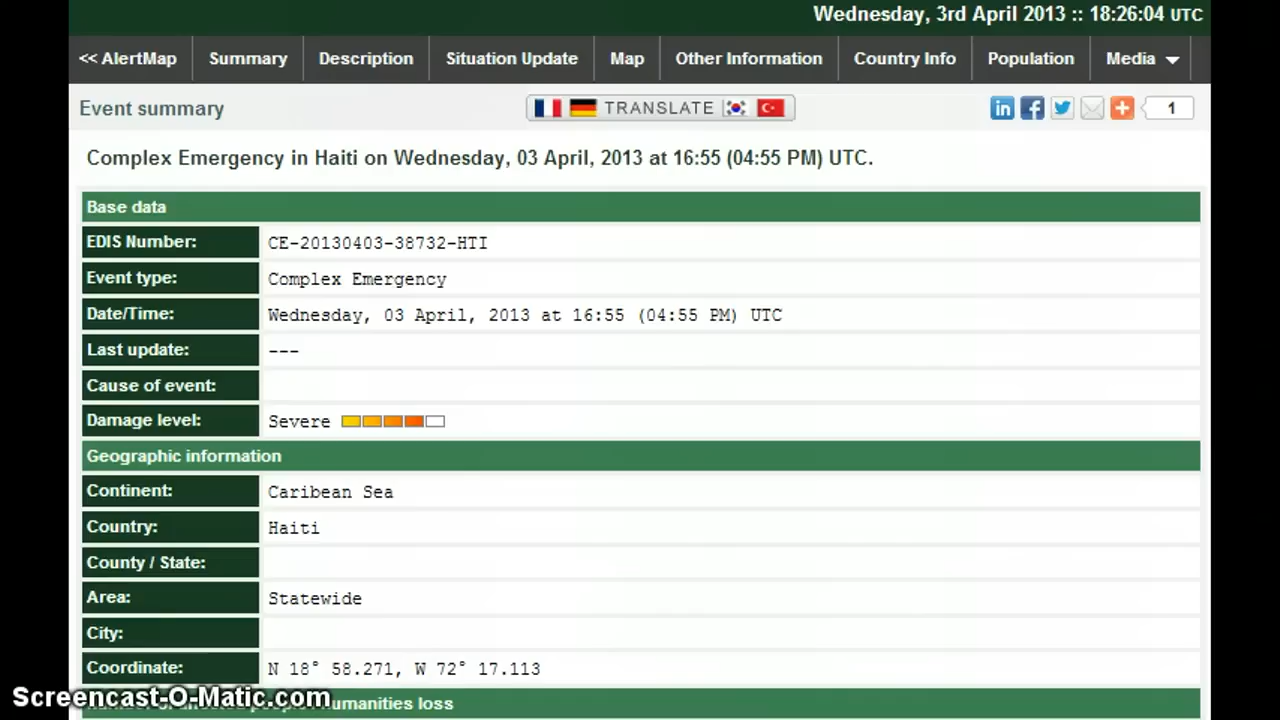 Wednesday, 3rd April 2013 :: 18:26:04 UTC
<< AlertMap Summary Description Situation Update Map Other Information Country Info Population Media
Event summary TRANSLATE in f 1
Complex Emergency in Haiti on Wednesday, 03 April, 2013 at 16:55 (04:55 PM) UTC.
Base data
EDIS Number: CE-20130403-38732-HTI
Event type: Complex Emergency
Date/Time: Wednesday, 03 April, 2013 at 16:55 (04:55 PM) UTC
Last update: ---
Cause of event:
Damage level: Severe
Geographic information
Continent: Caribean Sea
Country: Haiti
County / State:
Area: Statewide
City:
Coordinate: N 18° 58.271, W 72° 17.113
Screencast-O-Matic.com
humanities loss